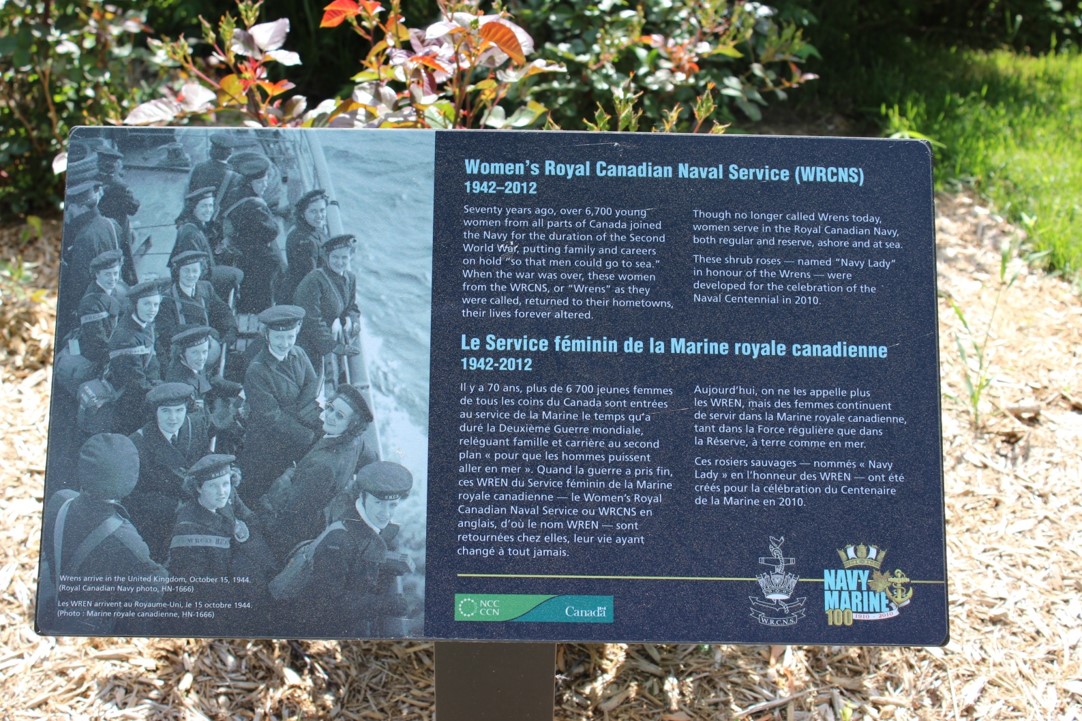 Women's Royal Canadian Naval Service (WRCNS)
1942–2012
Seventy years ago, over 6,700 young
women from all parts of Canada joined
the Navy for the duration of the Second
World War, putting family and careers
on hold "so that men could go to sea."
When the war was over, these women
from the WRCNS, or "Wrens" as they
were called, returned to their hometowns,
their lives forever altered.
Though no longer called Wrens today,
women serve in the Royal Canadian Navy,
both regular and reserve, ashore and at sea.
These shrub roses — named "Navy Lady"
in honour of the Wrens — were
developed for the celebration of the
Naval Centennial in 2010.
Le Service féminin de la Marine royale canadienne
1942-2012
Il y a 70 ans, plus de 6 700 jeunes femmes
de tous les coins du Canada sont entrées
au service de la Marine le temps qu'a
duré la Deuxième Guerre mondiale,
reléguant famille et carrière au second
plan « pour que les hommes puissent
aller en mer ». Quand la guerre a pris fin,
ces WREN du Service féminin de la Marine
royale canadienne — le Women's Royal
Canadian Naval Service ou WRCNS en
anglais, d'où le nom WREN — sont
retournées chez elles, leur vie ayant
changé à tout jamais.
Aujourd'hui, on ne les appelle plus
les WREN, mais des femmes continuent
de servir dans la Marine royale canadienne,
tant dans la Force régulière que dans
la Réserve, à terre comme en mer.
Ces rosiers sauvages — nommés « Navy
Lady » en l'honneur des WREN — ont été
créés pour la célébration du Centenaire
de la Marine en 2010.
Wrens arrive in the United Kingdom, October 15, 1944.
(Royal Canadian Navy photo, HN-1666)
Les WREN arrivent au Royaume-Uni, le 15 octobre 1944.
(Photo : Marine royale canadienne, HN-1666)
NCC
CCN
Canada
W.R.C.N.S.
NAVY
MARINE
100
1910 - 2010